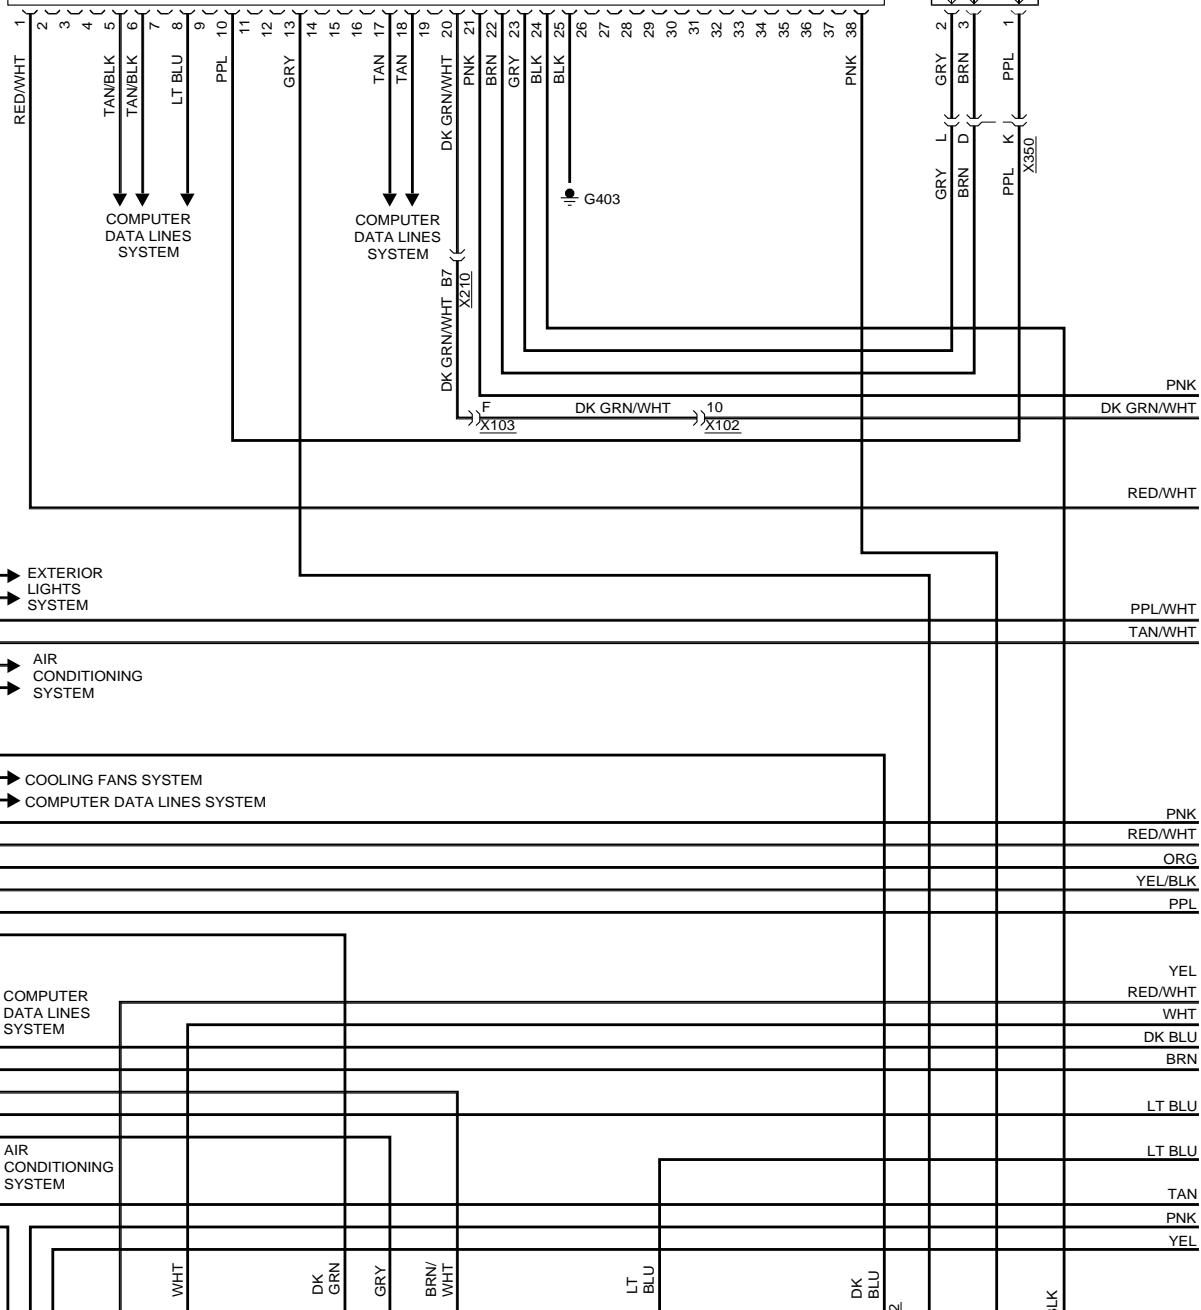 1 2 3 4 5 6 7 8 9 10 11 12 13 14 15 16 17 18 19 20 21 22 23 24 25 26 27 28 29 30 31 32 33 34 35 36 37 38 2 3 1
RED/WHT
TAN/BLK
TAN/BLK
LT BLU
PPL
GRY
TAN
TAN
DK GRN/WHT
PNK
BRN
GRY
BLK
BLK
PNK
GRY
BRN
PPL
L
D
K
X350
GRY
BRN
PPL
G403
COMPUTER
DATA LINES
SYSTEM
COMPUTER
DATA LINES
SYSTEM
B7
X210
DK GRN/WHT
PNK
F
DK GRN/WHT
10
DK GRN/WHT
X103
X102
RED/WHT
EXTERIOR
LIGHTS
SYSTEM
PPL/WHT
TAN/WHT
AIR
CONDITIONING
SYSTEM
COOLING FANS SYSTEM
COMPUTER DATA LINES SYSTEM
PNK
RED/WHT
ORG
YEL/BLK
PPL
YEL
COMPUTER
DATA LINES
SYSTEM
RED/WHT
WHT
DK BLU
BRN
LT BLU
AIR
CONDITIONING
SYSTEM
LT BLU
TAN
PNK
YEL
WHT
DK
GRN
GRY
BRN/
WHT
LT
BLU
DK
BLU